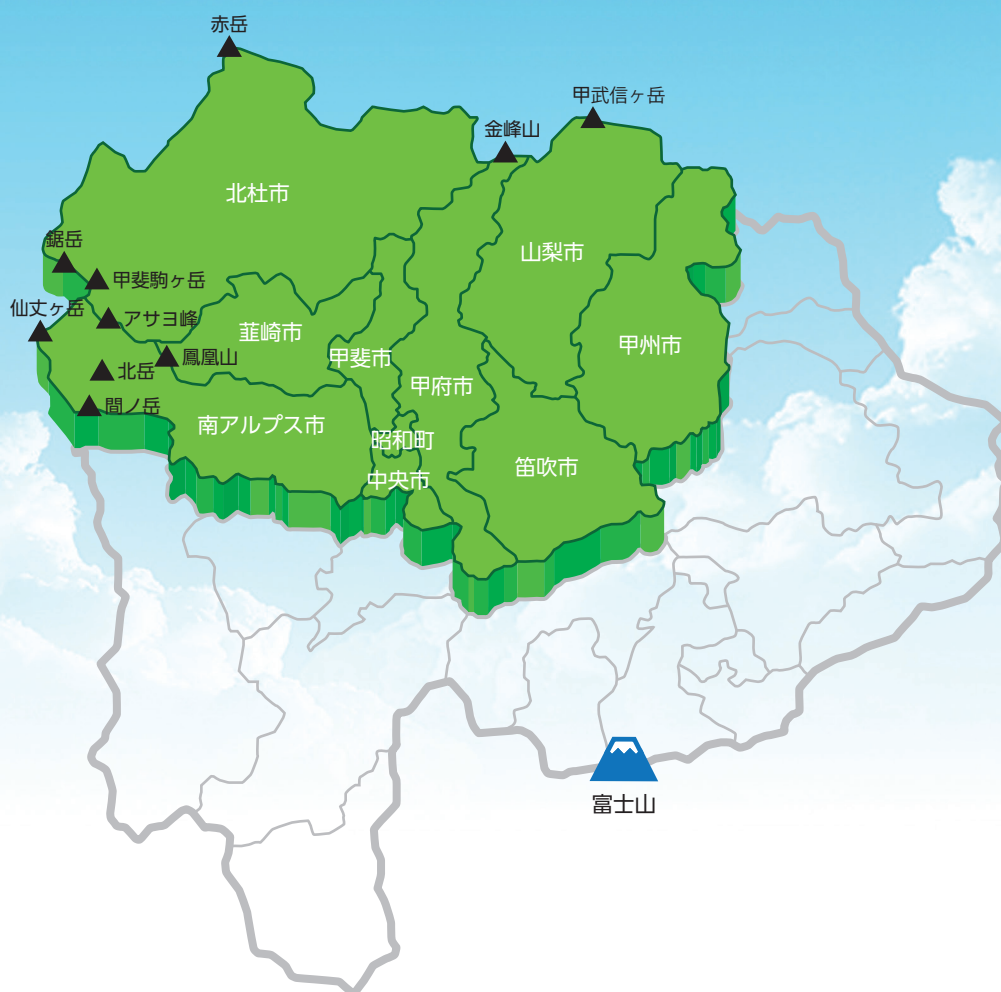 赤岳
甲武信ヶ岳
金峰山
北杜市
鋸岳
山梨市
甲斐駒ヶ岳
仙丈ヶ岳
アサヨ峰
韮崎市
甲州市
鳳凰山
甲斐市
北岳
甲府市
間ノ岳
南アルプス市
昭和町
笛吹市
中央市
富士山